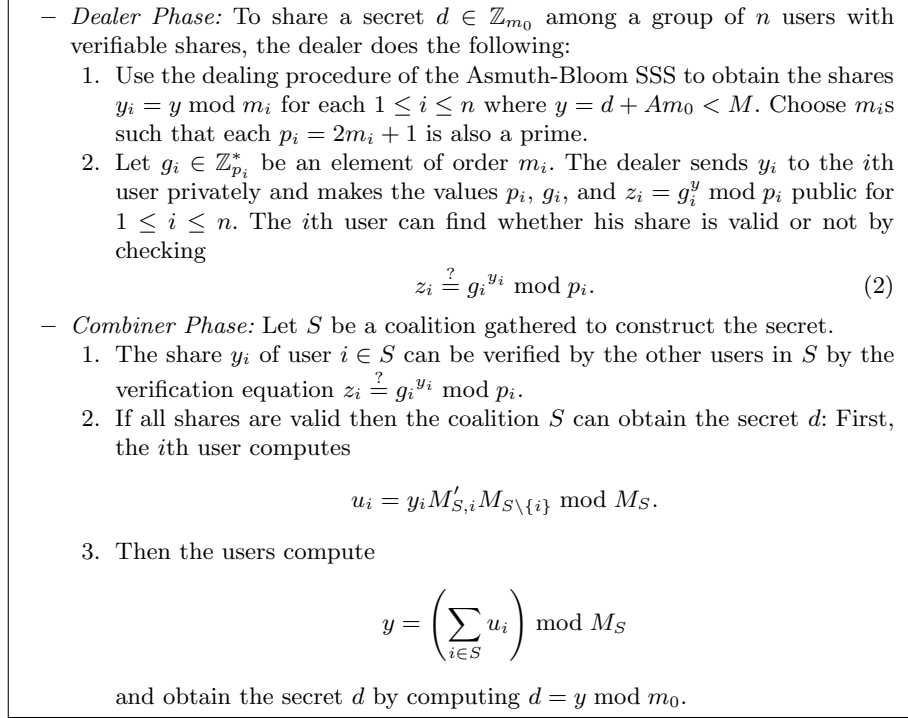 – Dealer Phase: To share a secret d ∈ ℤ_{m_0} among a group of n users with
verifiable shares, the dealer does the following:
1. Use the dealing procedure of the Asmuth-Bloom SSS to obtain the shares
y_i = y mod m_i for each 1 ≤ i ≤ n where y = d + Am_0 < M. Choose m_is
such that each p_i = 2m_i + 1 is also a prime.
2. Let g_i ∈ ℤ*_{p_i} be an element of order m_i. The dealer sends y_i to the ith
user privately and makes the values p_i, g_i, and z_i = g_i^y mod p_i public for
1 ≤ i ≤ n. The ith user can find whether his share is valid or not by
checking
z_i ≟ g_i^{y_i} mod p_i. (2)
– Combiner Phase: Let S be a coalition gathered to construct the secret.
1. The share y_i of user i ∈ S can be verified by the other users in S by the
verification equation z_i ≟ g_i^{y_i} mod p_i.
2. If all shares are valid then the coalition S can obtain the secret d: First,
the ith user computes
u_i = y_i M'_{S,i} M_{S\{i}} mod M_S.
3. Then the users compute
y = (∑_{i∈S} u_i) mod M_S
and obtain the secret d by computing d = y mod m_0.